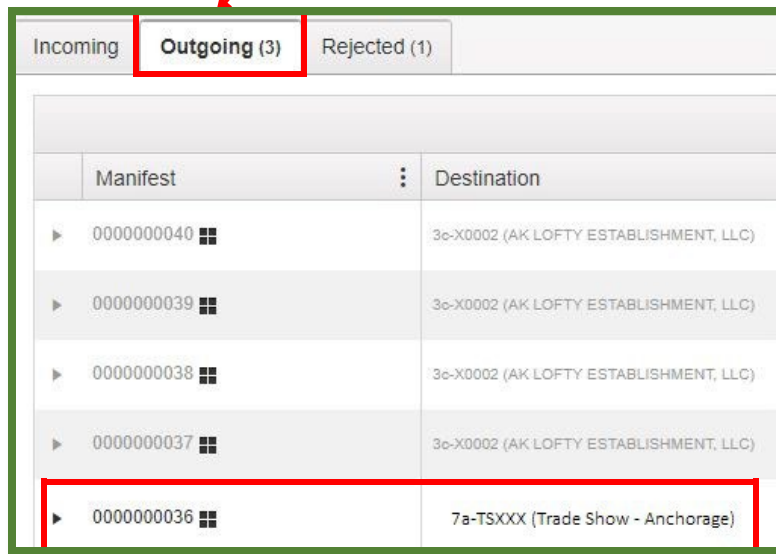 Incoming Outgoing (3) Rejected (1)
Manifest Destination
0000000040 3c-X0002 (AK LOFTY ESTABLISHMENT, LLC)
0000000039 3c-X0002 (AK LOFTY ESTABLISHMENT, LLC)
0000000038 3c-X0002 (AK LOFTY ESTABLISHMENT, LLC)
0000000037 3c-X0002 (AK LOFTY ESTABLISHMENT, LLC)
0000000036 7a-TSXXX (Trade Show - Anchorage)